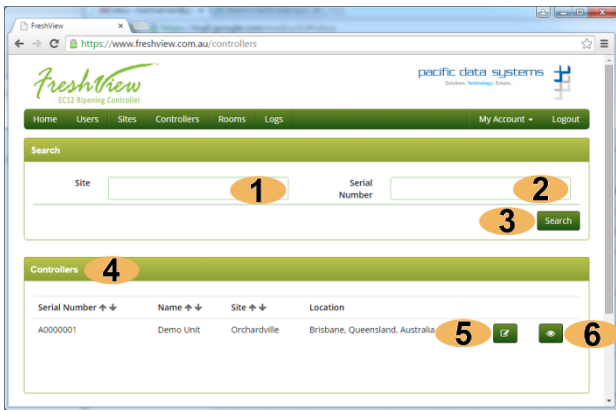 FreshView
https://www.freshview.com.au/controllers
FreshView
EC12 Ripening Controller
pacific data systems
Solutions. Technology. Simple.
Home Users Sites Controllers Rooms Logs My Account Logout
Search
Site 1 Serial Number 2
3 Search
Controllers 4
Serial Number Name Site Location
A0000001 Demo Unit Orchardville Brisbane, Queensland, Australia 5 6